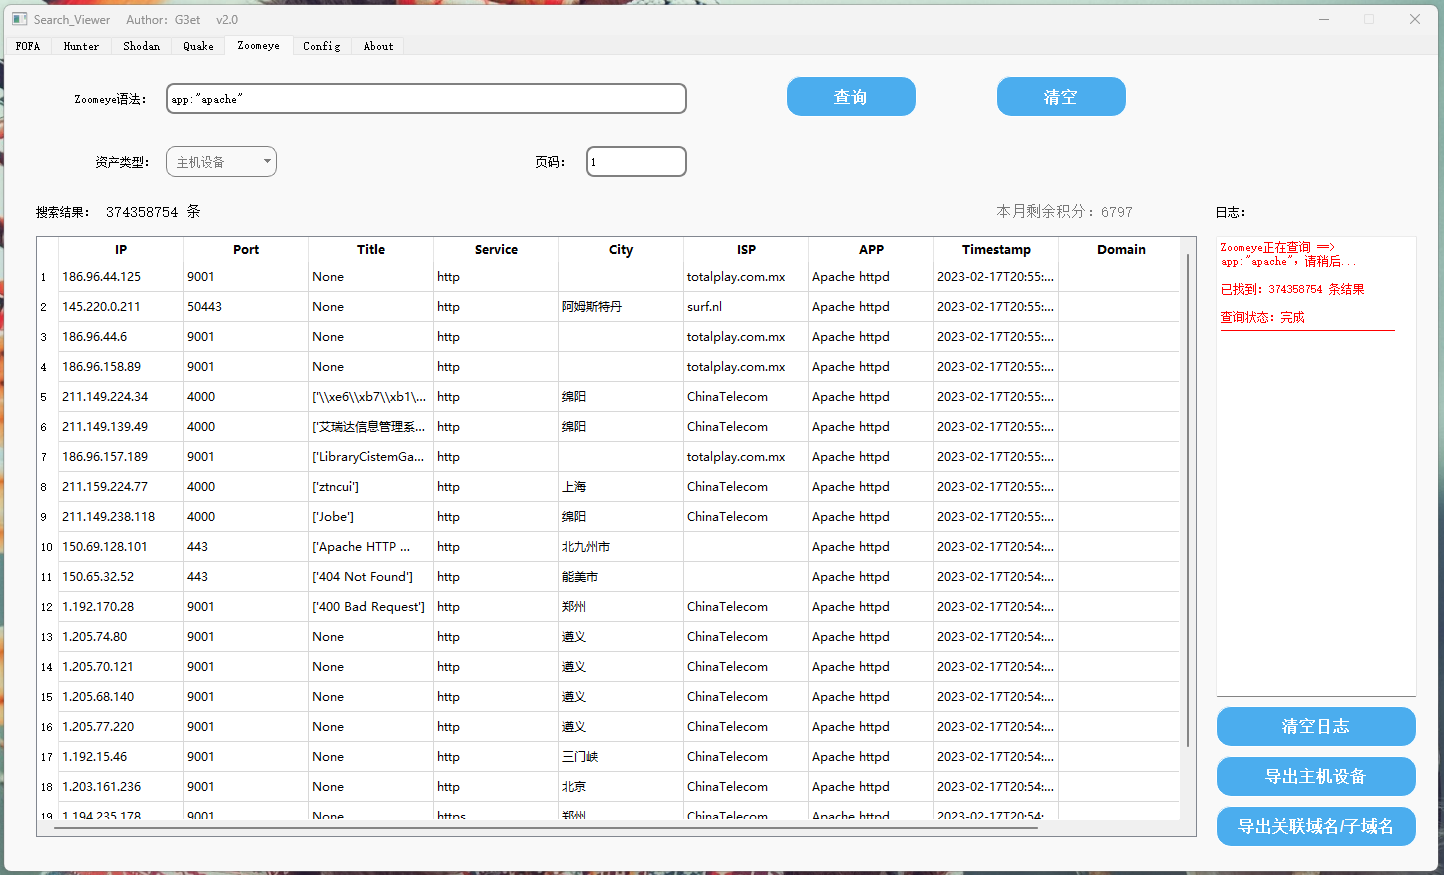 Search_Viewer Author: G3et v2.0
FOFA Hunter Shodan Quake Zoomeye Config About
Zoomeye语法: app:"apache" 查询 清空
资产类型: 主机设备 页码: 1
搜索结果: 374358754 条 本月剩余积分: 6797 日志:
IP Port Title Service City ISP APP Timestamp Domain
1 186.96.44.125 9001 None http totalplay.com.mx Apache httpd 2023-02-17T20:55:...
2 145.220.0.211 50443 None http 阿姆斯特丹 surf.nl Apache httpd 2023-02-17T20:55:...
3 186.96.44.6 9001 None http totalplay.com.mx Apache httpd 2023-02-17T20:55:...
4 186.96.158.89 9001 None http totalplay.com.mx Apache httpd 2023-02-17T20:55:...
5 211.149.224.34 4000 ['\\xe6\\xb7\\xb1\... http 绵阳 ChinaTelecom Apache httpd 2023-02-17T20:55:...
6 211.149.139.49 4000 ['艾瑞达信息管理系... http 绵阳 ChinaTelecom Apache httpd 2023-02-17T20:55:...
7 186.96.157.189 9001 ['LibraryCistemGa... http totalplay.com.mx Apache httpd 2023-02-17T20:55:...
8 211.159.224.77 4000 ['ztncui'] http 上海 ChinaTelecom Apache httpd 2023-02-17T20:55:...
9 211.149.238.118 4000 ['Jobe'] http 绵阳 ChinaTelecom Apache httpd 2023-02-17T20:55:...
10 150.69.128.101 443 ['Apache HTTP ... http 北九州市 Apache httpd 2023-02-17T20:54:...
11 150.65.32.52 443 ['404 Not Found'] http 能美市 Apache httpd 2023-02-17T20:54:...
12 1.192.170.28 9001 ['400 Bad Request'] http 郑州 ChinaTelecom Apache httpd 2023-02-17T20:54:...
13 1.205.74.80 9001 None http 遵义 ChinaTelecom Apache httpd 2023-02-17T20:54:...
14 1.205.70.121 9001 None http 遵义 ChinaTelecom Apache httpd 2023-02-17T20:54:...
15 1.205.68.140 9001 None http 遵义 ChinaTelecom Apache httpd 2023-02-17T20:54:...
16 1.205.77.220 9001 None http 遵义 ChinaTelecom Apache httpd 2023-02-17T20:54:...
17 1.192.15.46 9001 None http 三门峡 ChinaTelecom Apache httpd 2023-02-17T20:54:...
18 1.203.161.236 9001 None http 北京 ChinaTelecom Apache httpd 2023-02-17T20:54:...
19 1.194.235.178 9001 None https 郑州 ChinaTelecom Apache httpd 2023-02-17T20:54:...
Zoomeye正在查询 ==>
app:"apache", 请稍后...
已找到: 374358754 条结果
查询状态: 完成
清空日志
导出主机设备
导出关联域名/子域名